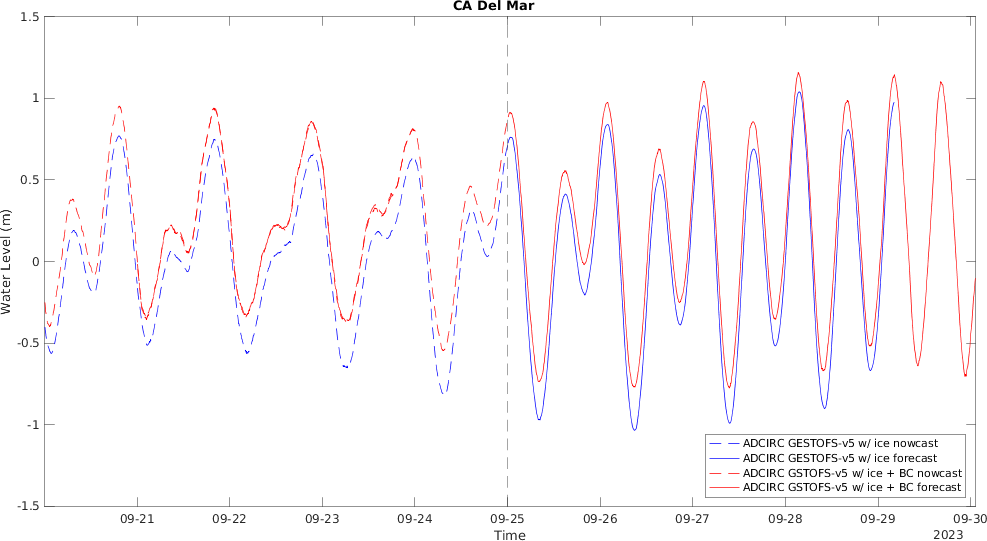 CA Del Mar
1.5
1
0.5
0
-0.5
-1
-1.5
Water Level (m)
09-21 09-22 09-23 09-24 09-25 09-26 09-27 09-28 09-29 09-30
Time
2023
ADCIRC GESTOFS-v5 w/ ice nowcast
ADCIRC GESTOFS-v5 w/ ice forecast
ADCIRC GSTOFS-v5 w/ ice + BC nowcast
ADCIRC GSTOFS-v5 w/ ice + BC forecast